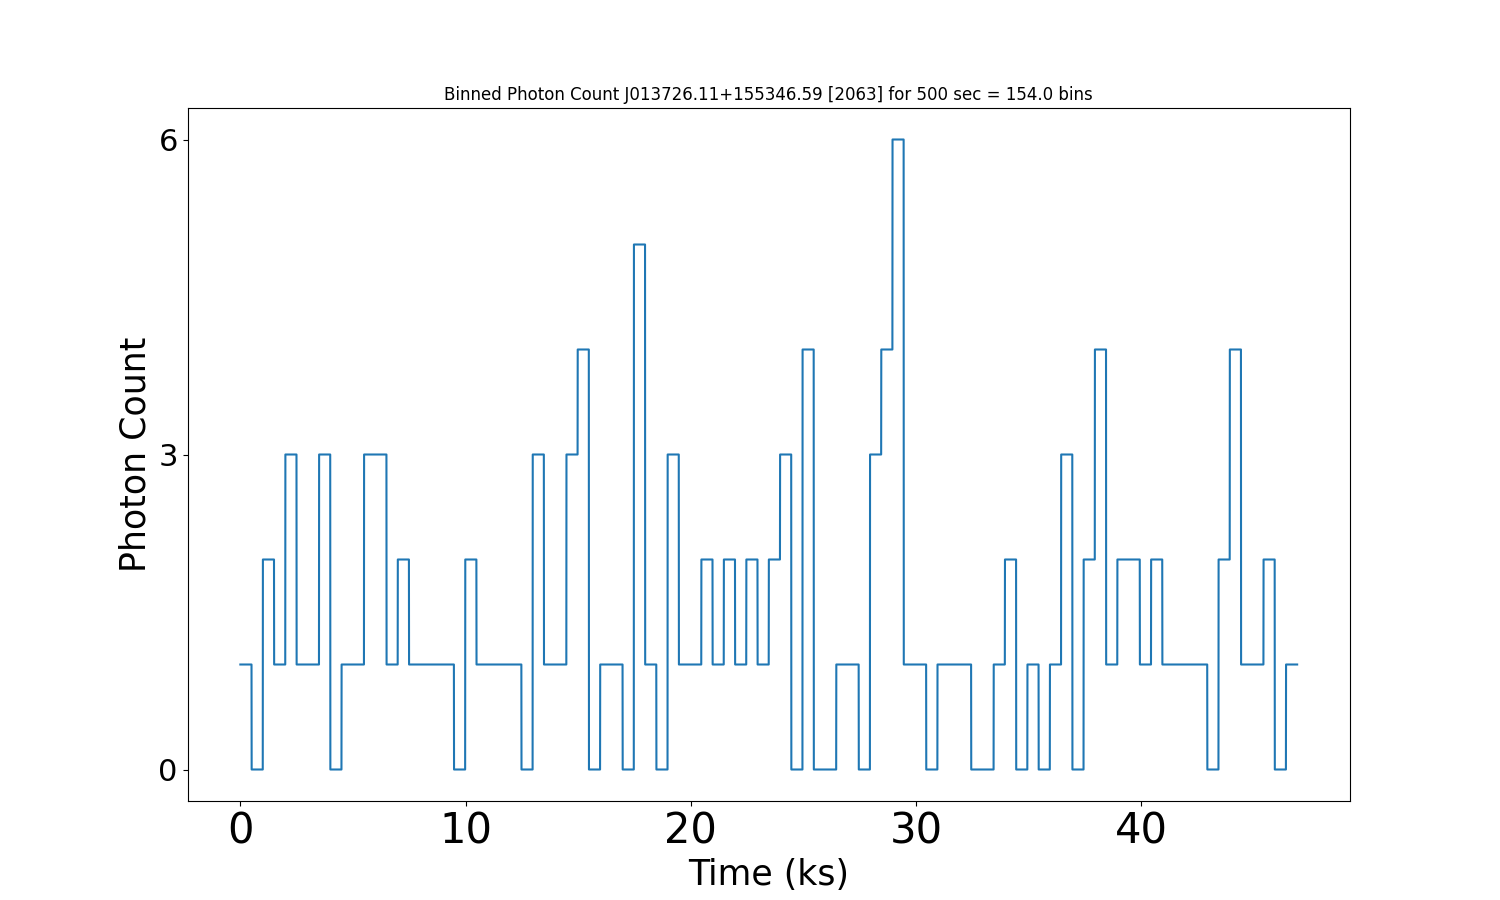 Binned Photon Count J013726.11+155346.59 [2063] for 500 sec = 154.0 bins
6
3
0
Photon Count
0 10 20 30 40
Time (ks)